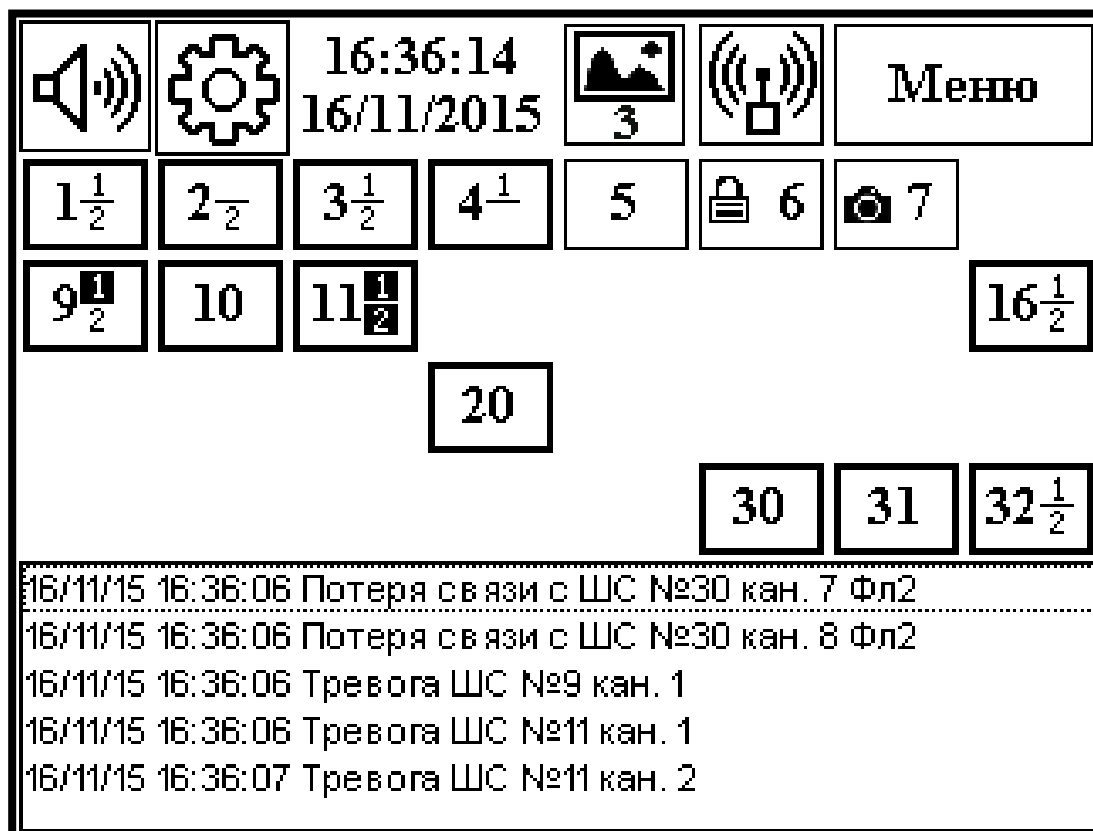 16:36:14
16/11/2015
3
Меню
1 1/2 2 /2 3 1/2 4 1/ 5 6 7
9 1/2 10 11 1/2 16 1/2
20
30 31 32 1/2
16/11/15 16:36:06 Потеря связи с ШС №30 кан. 7 Фл2
16/11/15 16:36:06 Потеря связи с ШС №30 кан. 8 Фл2
16/11/15 16:36:06 Тревога ШС №9 кан. 1
16/11/15 16:36:06 Тревога ШС №11 кан. 1
16/11/15 16:36:07 Тревога ШС №11 кан. 2